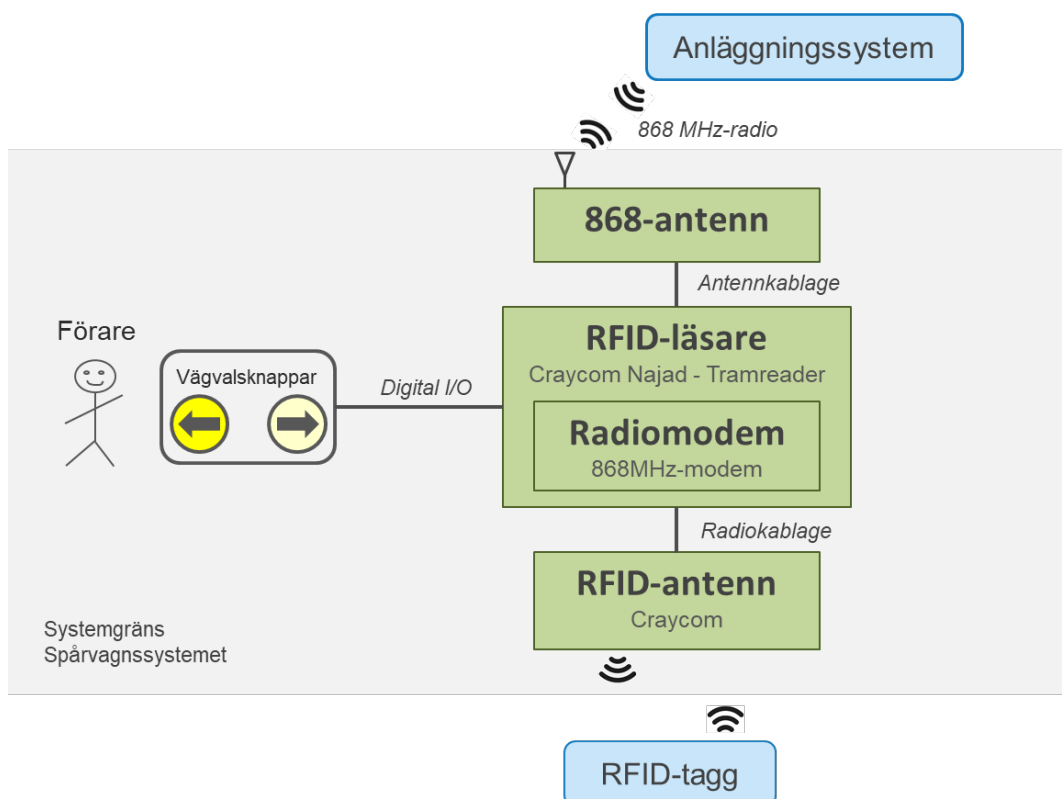 Anläggningssystem
868 MHz-radio
868-antenn
Antennkablage
RFID-läsare
Craycom Najad - Tramreader
Förare
Vägvalsknappar
Digital I/O
Radiomodem
868MHz-modem
Radiokablage
RFID-antenn
Craycom
Systemgräns
Spårvagnssystemet
RFID-tagg